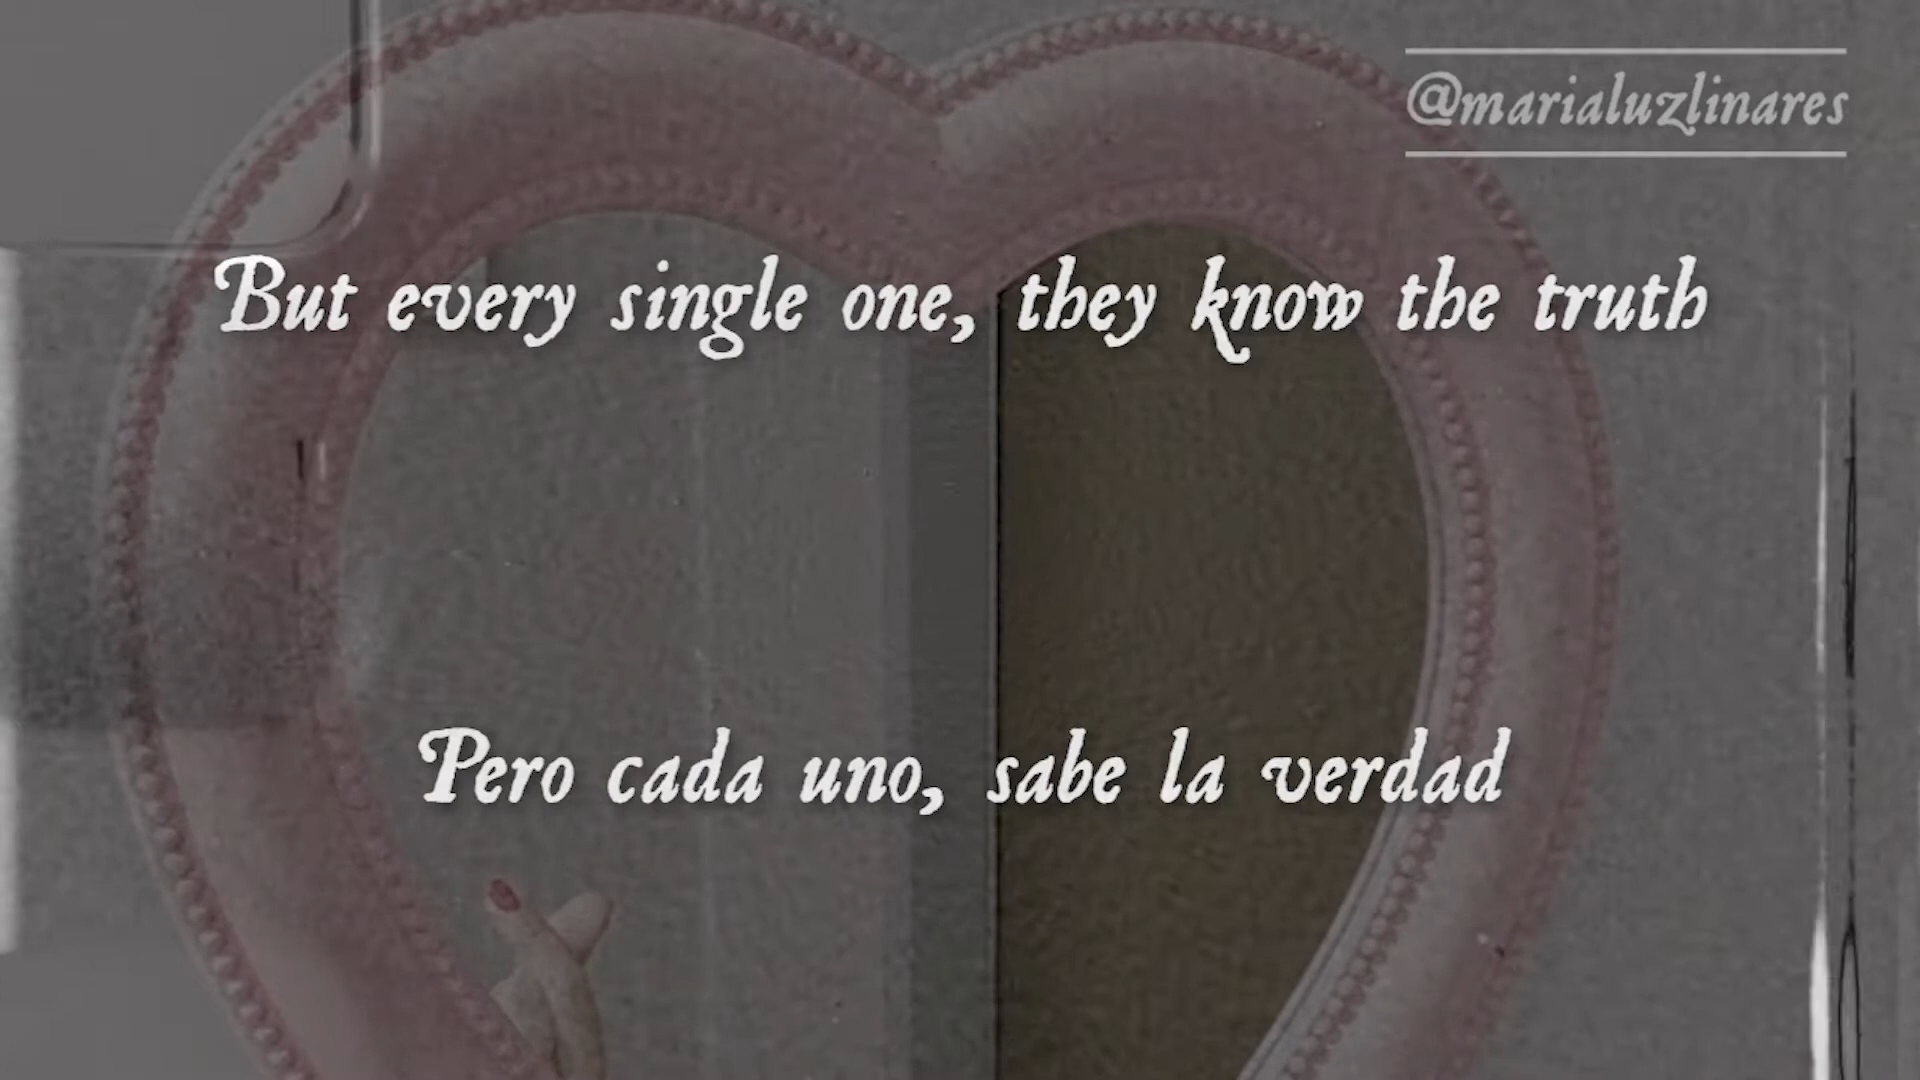 @marialuzlinares
But every single one, they know the truth
Pero cada uno, sabe la verdad